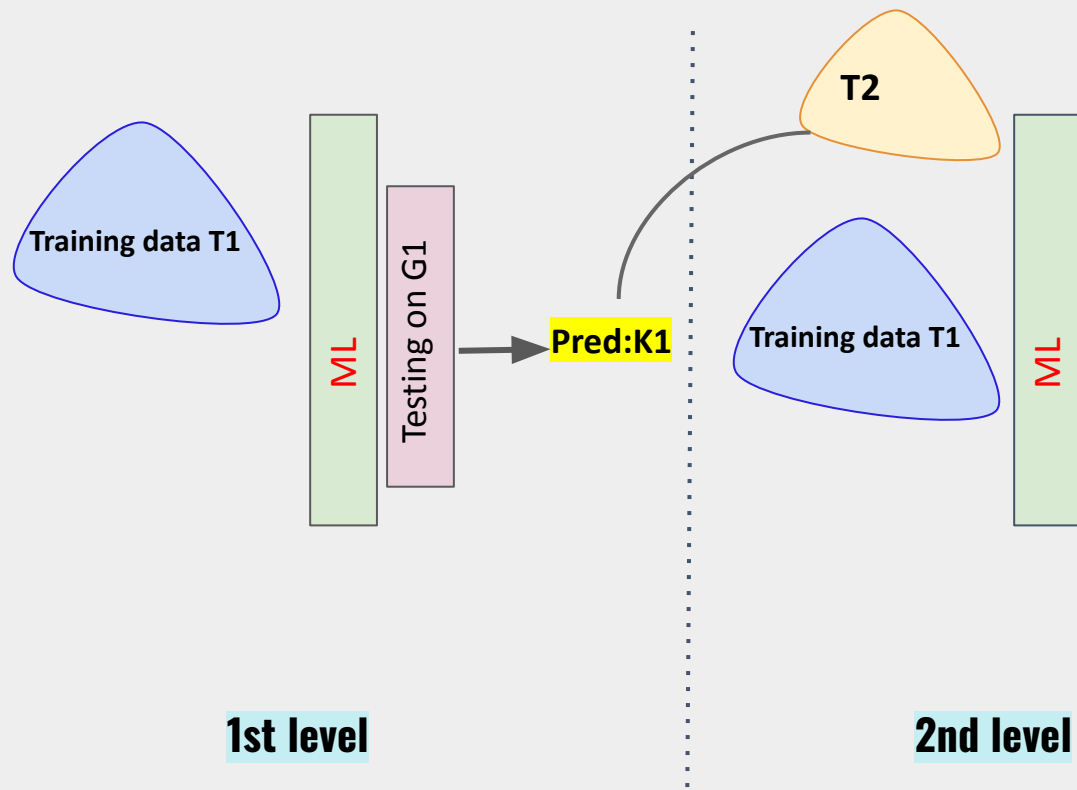 Training data T1
ML
Testing on G1
Pred:K1
1st level
T2
Training data T1
ML
2nd level